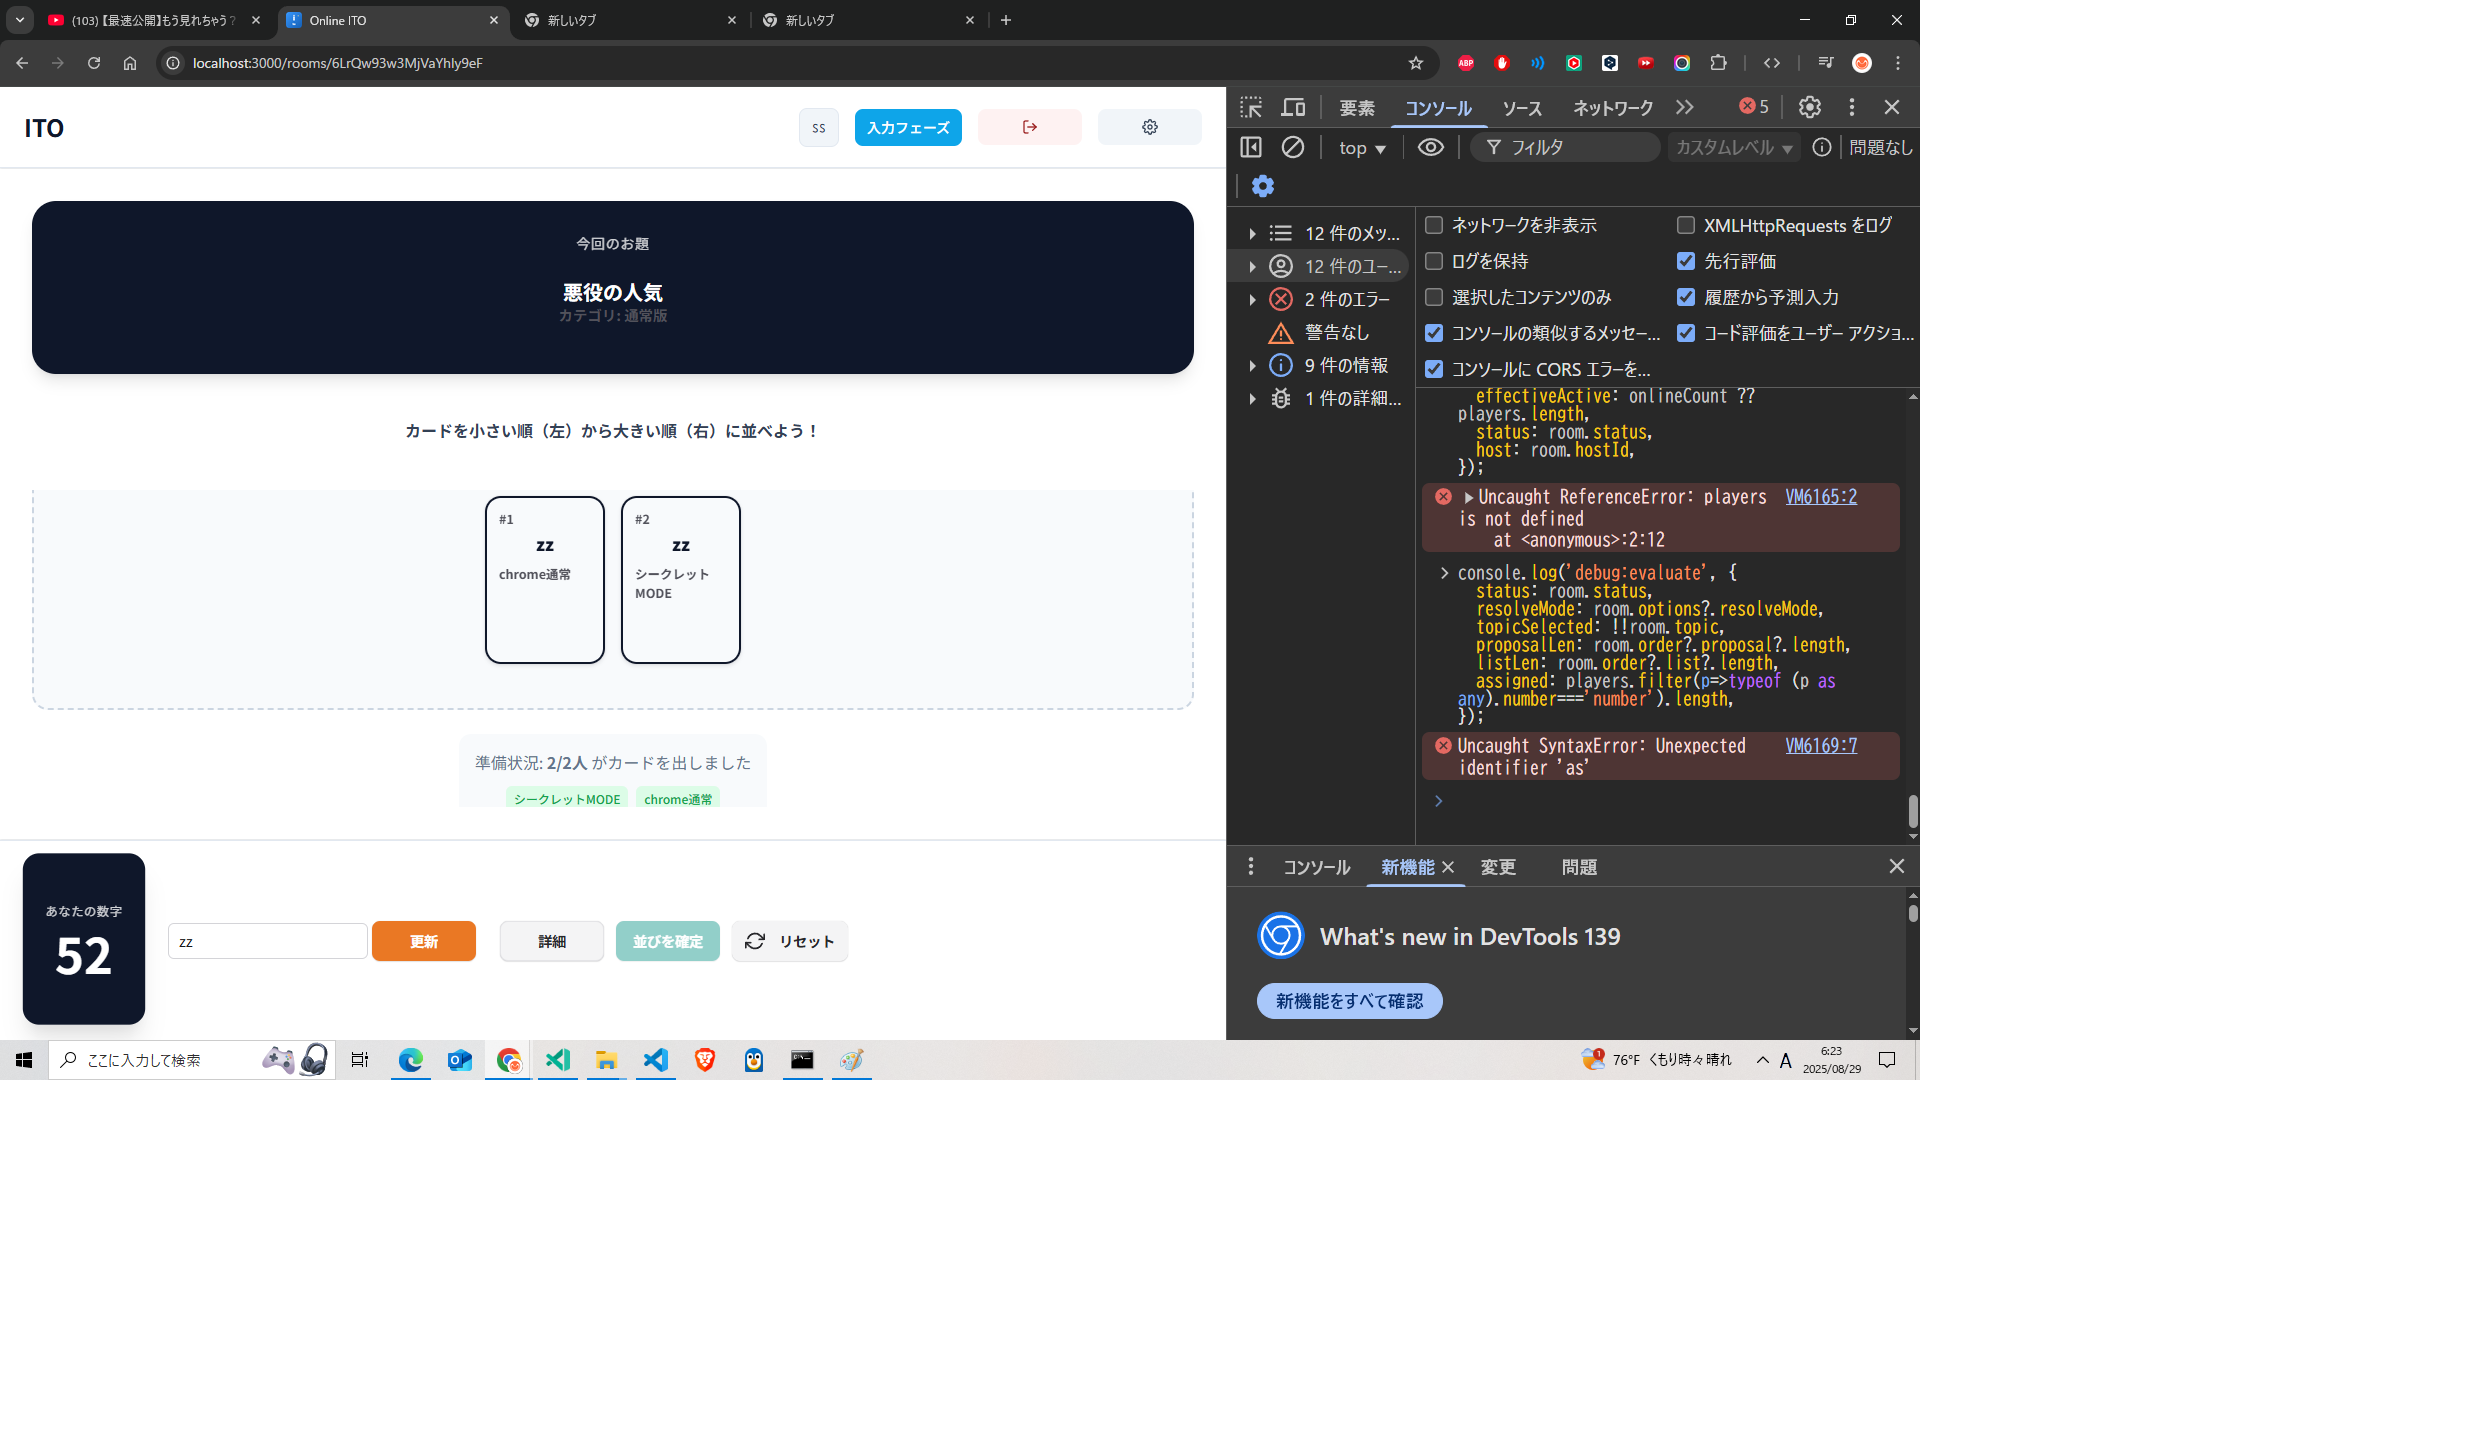 (103) 【最速公開】もう見れちゃう？
Online ITO
新しいタブ
新しいタブ
localhost:3000/rooms/6LrQw93w3MjVaYhly9eF
ABP
ITO
ss
入力フェーズ
今回のお題
悪役の人気
カテゴリ: 通常版
カードを小さい順（左）から大きい順（右）に並べよう！
#1
zz
chrome通常
#2
zz
シークレット
MODE
準備状況: 2/2人 がカードを出しました
シークレットMODE
chrome通常
あなたの数字
52
zz
更新
詳細
並びを確定
リセット
要素
コンソール
ソース
ネットワーク
5
top
フィルタ
カスタムレベル
問題なし
12 件のメッ...
12 件のユー...
2 件のエラー
警告なし
9 件の情報
1 件の詳細...
ネットワークを非表示
XMLHttpRequests をログ
ログを保持
先行評価
選択したコンテンツのみ
履歴から予測入力
コンソールの類似するメッセー...
コード評価をユーザー アクショ...
コンソールに CORS エラーを...
effectiveActive: onlineCount ??
players.length,
status: room.status,
host: room.hostId,
});
Uncaught ReferenceError: players VM6165:2
is not defined
at <anonymous>:2:12
console.log('debug:evaluate', {
status: room.status,
resolveMode: room.options?.resolveMode,
topicSelected: !!room.topic,
proposalLen: room.order?.proposal?.length,
listLen: room.order?.list?.length,
assigned: players.filter(p=>typeof (p as
any).number==='number').length,
});
Uncaught SyntaxError: Unexpected VM6169:7
identifier 'as'
コンソール
新機能
変更
問題
What's new in DevTools 139
新機能をすべて確認
ここに入力して検索
1
76°F くもり時々晴れ
A
6:23
2025/08/29